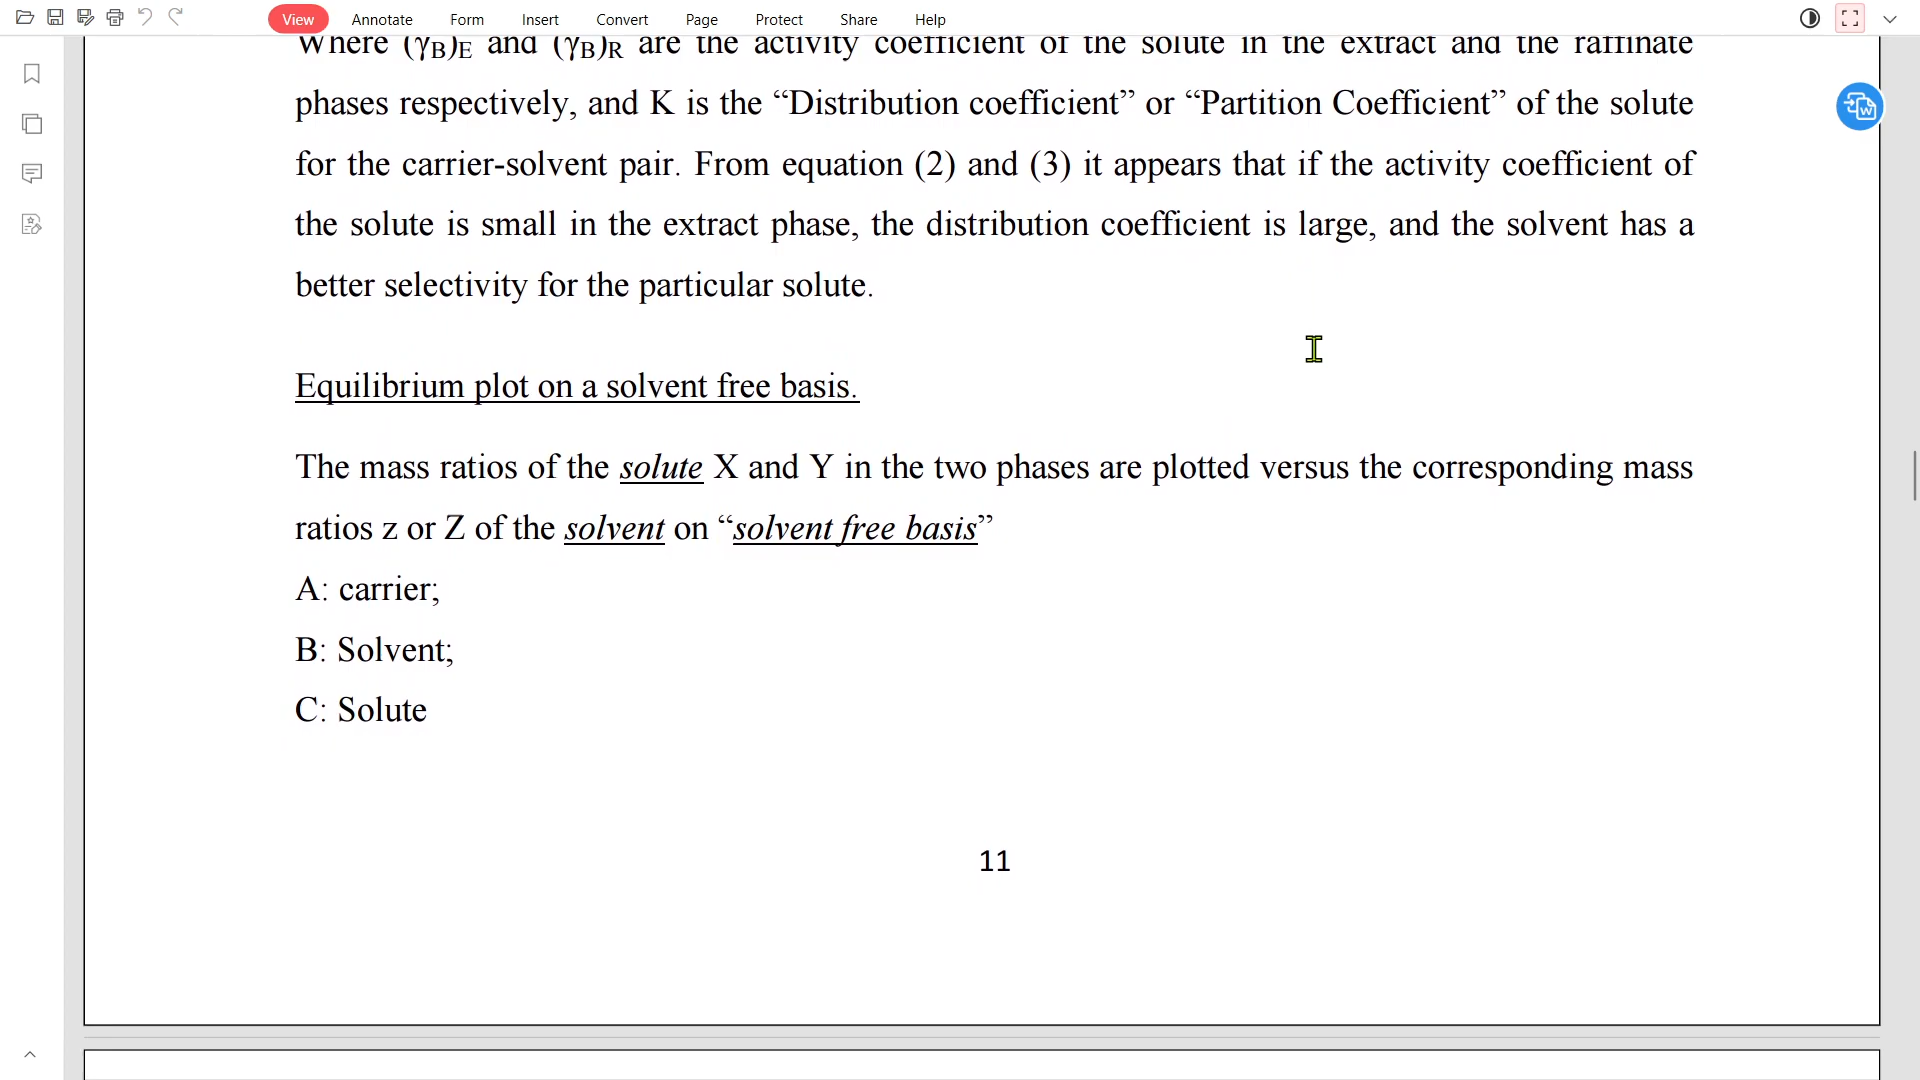 View Annotate Form Insert Convert Page Protect Share Help
Where (γB)E and (γB)R are the activity coefficient of the solute in the extract and the raffinate
phases respectively, and K is the “Distribution coefficient” or “Partition Coefficient” of the solute
for the carrier-solvent pair. From equation (2) and (3) it appears that if the activity coefficient of
the solute is small in the extract phase, the distribution coefficient is large, and the solvent has a
better selectivity for the particular solute.
Equilibrium plot on a solvent free basis.
The mass ratios of the solute X and Y in the two phases are plotted versus the corresponding mass
ratios z or Z of the solvent on “solvent free basis”
A: carrier;
B: Solvent;
C: Solute
11